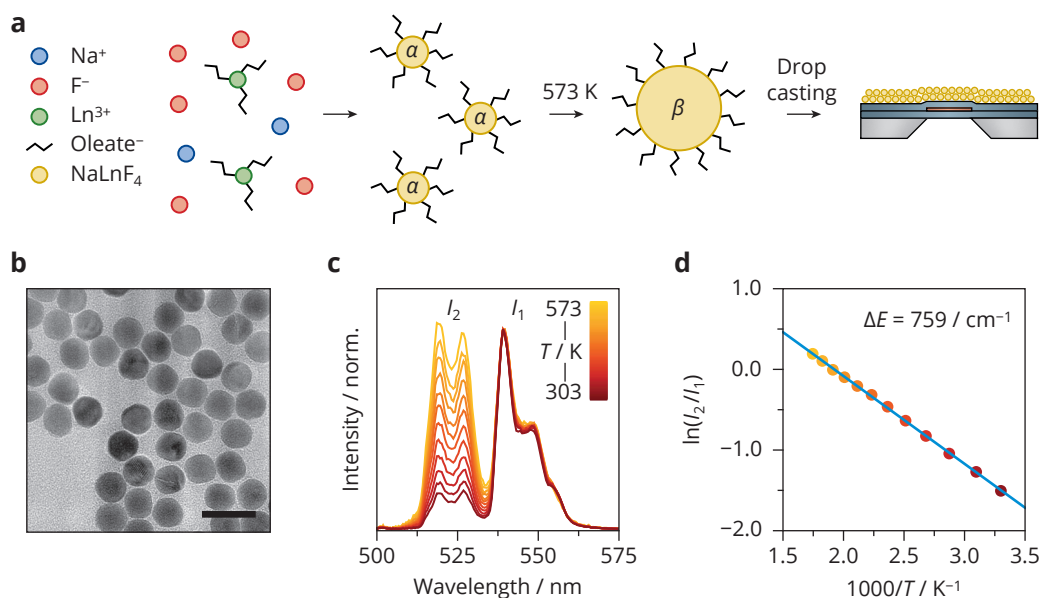 a
Na⁺
F⁻
Ln³⁺
Oleate⁻
NaLnF₄
α
α
α
573 K
β
Drop
casting
b
c
I₂
I₁
573
T / K
303
Intensity / norm.
500
525
550
575
Wavelength / nm
d
ΔE = 759 / cm⁻¹
ln(I₂/I₁)
1.0
0.0
−1.0
−2.0
1.5
2.0
2.5
3.0
3.5
1000/T / K⁻¹